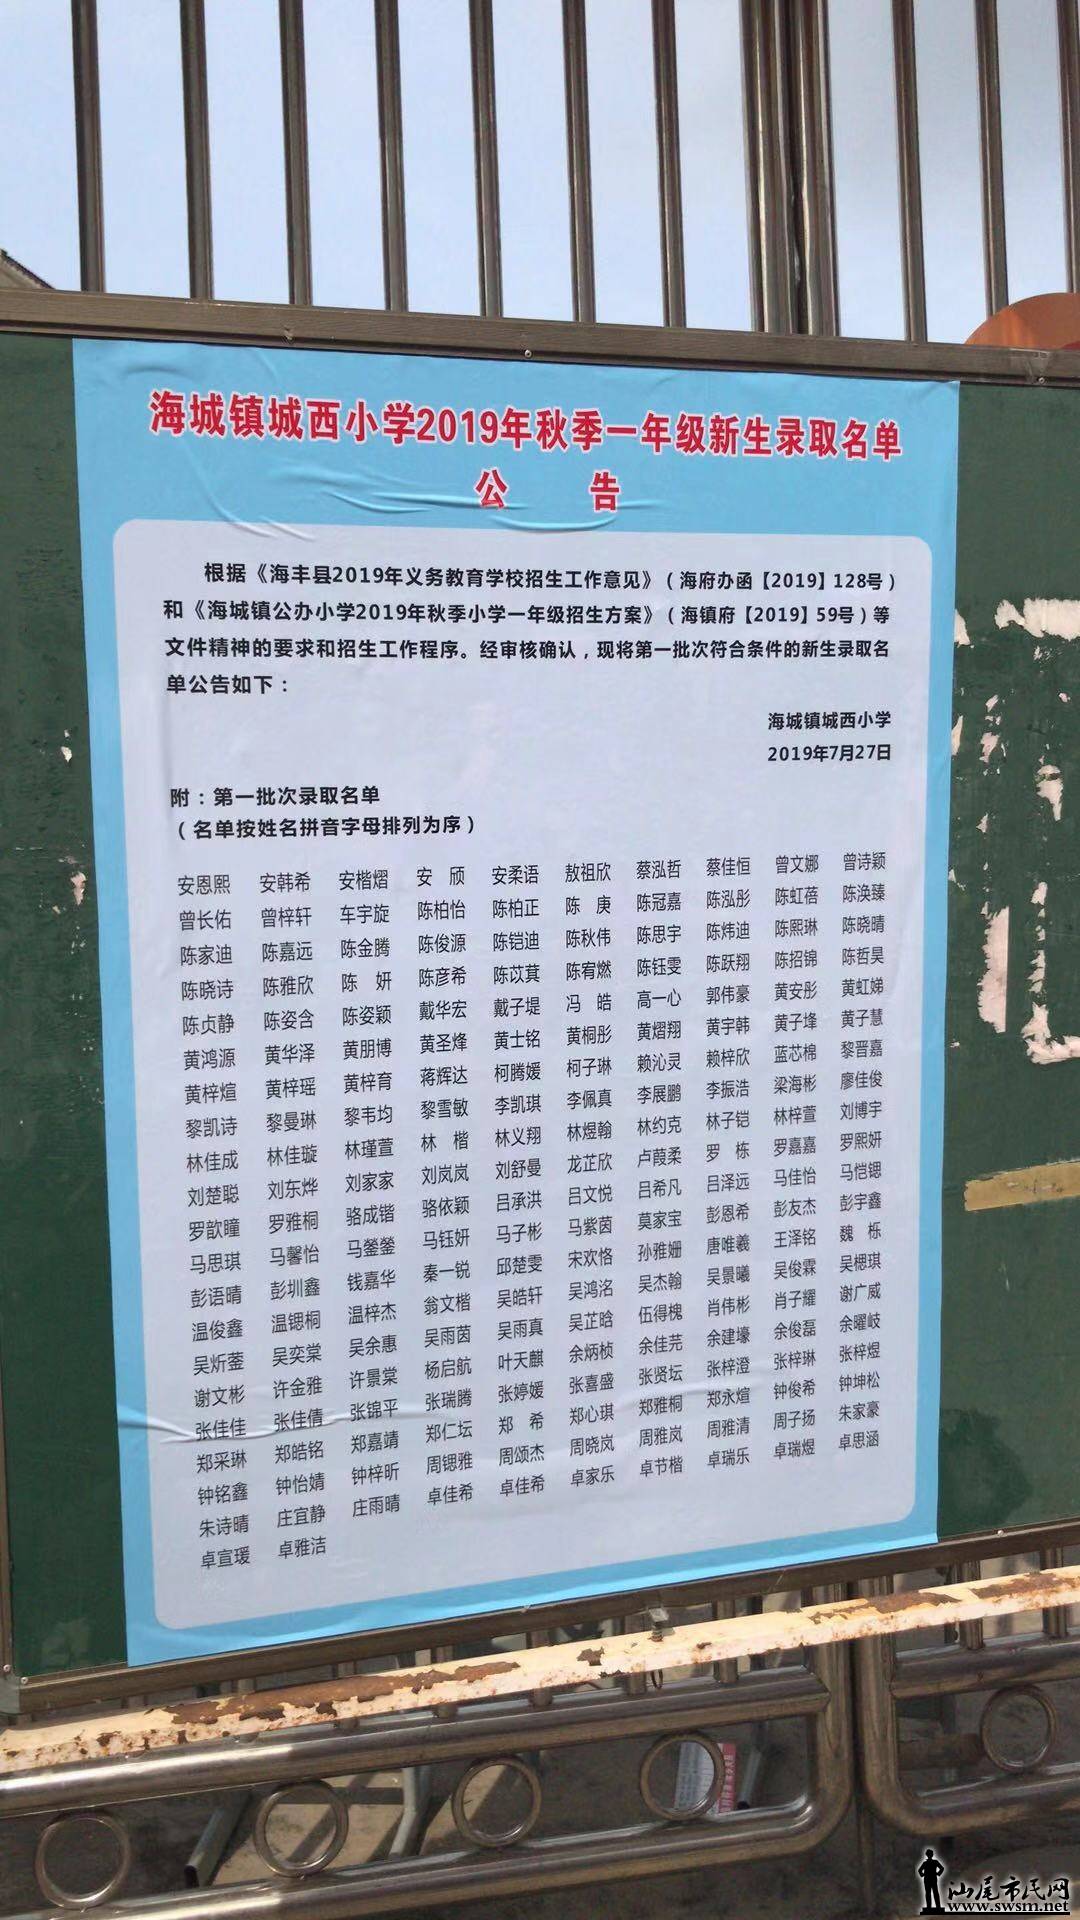 海城镇城西小学2019年秋季一年级新生录取名单
公 告
根据《海丰县2019年义务教育学校招生工作意见》（海府办函【2019】128号）
和《海城镇公办小学2019年秋季小学一年级招生方案》（海镇府【2019】59号）等
文件精神的要求和招生工作程序。经审核确认，现将第一批次符合条件的新生录取名
单公告如下：
海城镇城西小学
2019年7月27日
附：第一批次录取名单
（名单按姓名拼音字母排列为序）
安恩熙 安韩希 安楷熠 安 颀 安柔语 敖祖欣 蔡泓哲 蔡佳恒 曾文娜 曾诗颖
曾长佑 曾梓轩 车宇旋 陈柏怡 陈柏正 陈 庚 陈冠嘉 陈泓彤 陈虹蓓 陈涣臻
陈家迪 陈嘉远 陈金腾 陈俊源 陈铠迪 陈秋伟 陈思宇 陈炜迪 陈熙琳 陈晓晴
陈晓诗 陈雅欣 陈 妍 陈彦希 陈苡萁 陈宥燃 陈钰雯 陈跃翔 陈招锦 陈哲昊
陈贞静 陈姿含 陈姿颖 戴华宏 戴子堤 冯 皓 高一心 郭伟豪 黄安彤 黄虹娣
黄鸿源 黄华泽 黄朋博 黄圣烽 黄士铭 黄桐彤 黄熠翔 黄宇韩 黄子烽 黄子慧
黄梓煊 黄梓瑶 黄梓育 蒋辉达 柯腾媛 柯子琳 赖沁灵 赖梓欣 蓝芯棉 黎晋嘉
黎凯诗 黎曼琳 黎韦均 黎雪敏 李凯琪 李佩真 李展鹏 李振浩 梁海彬 廖佳俊
林佳成 林佳璇 林瑾萱 林 楷 林义翔 林煜翰 林约克 林子铠 林梓萱 刘博宇
刘楚聪 刘东烨 刘家家 刘岚岚 刘舒曼 龙芷欣 卢葭柔 罗 栋 罗嘉嘉 罗熙妍
罗歆瞳 罗雅桐 骆成锴 骆依颖 吕承洪 吕文悦 吕希凡 吕泽远 马佳怡 马恺锶
马思琪 马馨怡 马鎣鎣 马钰妍 马子彬 马紫茵 莫家宝 彭恩希 彭友杰 彭宇鑫
彭语晴 彭圳鑫 钱嘉华 秦一锐 邱楚雯 宋欢恪 孙雅姗 唐唯羲 王泽铭 魏 栎
温俊鑫 温锶桐 温梓杰 翁文楷 吴皓轩 吴鸿洺 吴杰翰 吴景曦 吴俊霖 吴楒琪
吴炘蓥 吴奕棠 吴余惠 吴雨茵 吴雨真 吴芷晗 伍得槐 肖伟彬 肖子耀 谢广威
谢文彬 许金雅 许景棠 杨启航 叶天麒 余炳桢 余佳芫 余建壕 余俊磊 余曜岐
张佳佳 张佳倩 张锦平 张瑞腾 张婷媛 张喜盛 张贤坛 张梓澄 张梓琳 张梓煜
郑采琳 郑皓铭 郑嘉靖 郑仁坛 郑 希 郑心琪 郑雅桐 郑永煊 钟俊希 钟坤松
钟铭鑫 钟怡婧 钟梓昕 周锶雅 周颂杰 周晓岚 周雅岚 周雅清 周子扬 朱家豪
朱诗晴 庄宜静 庄雨晴 卓佳希 卓佳希 卓家乐 卓节楷 卓瑞乐 卓瑞煜 卓思涵
卓宣瑗 卓雅洁
汕尾市民网
www.swsm.net